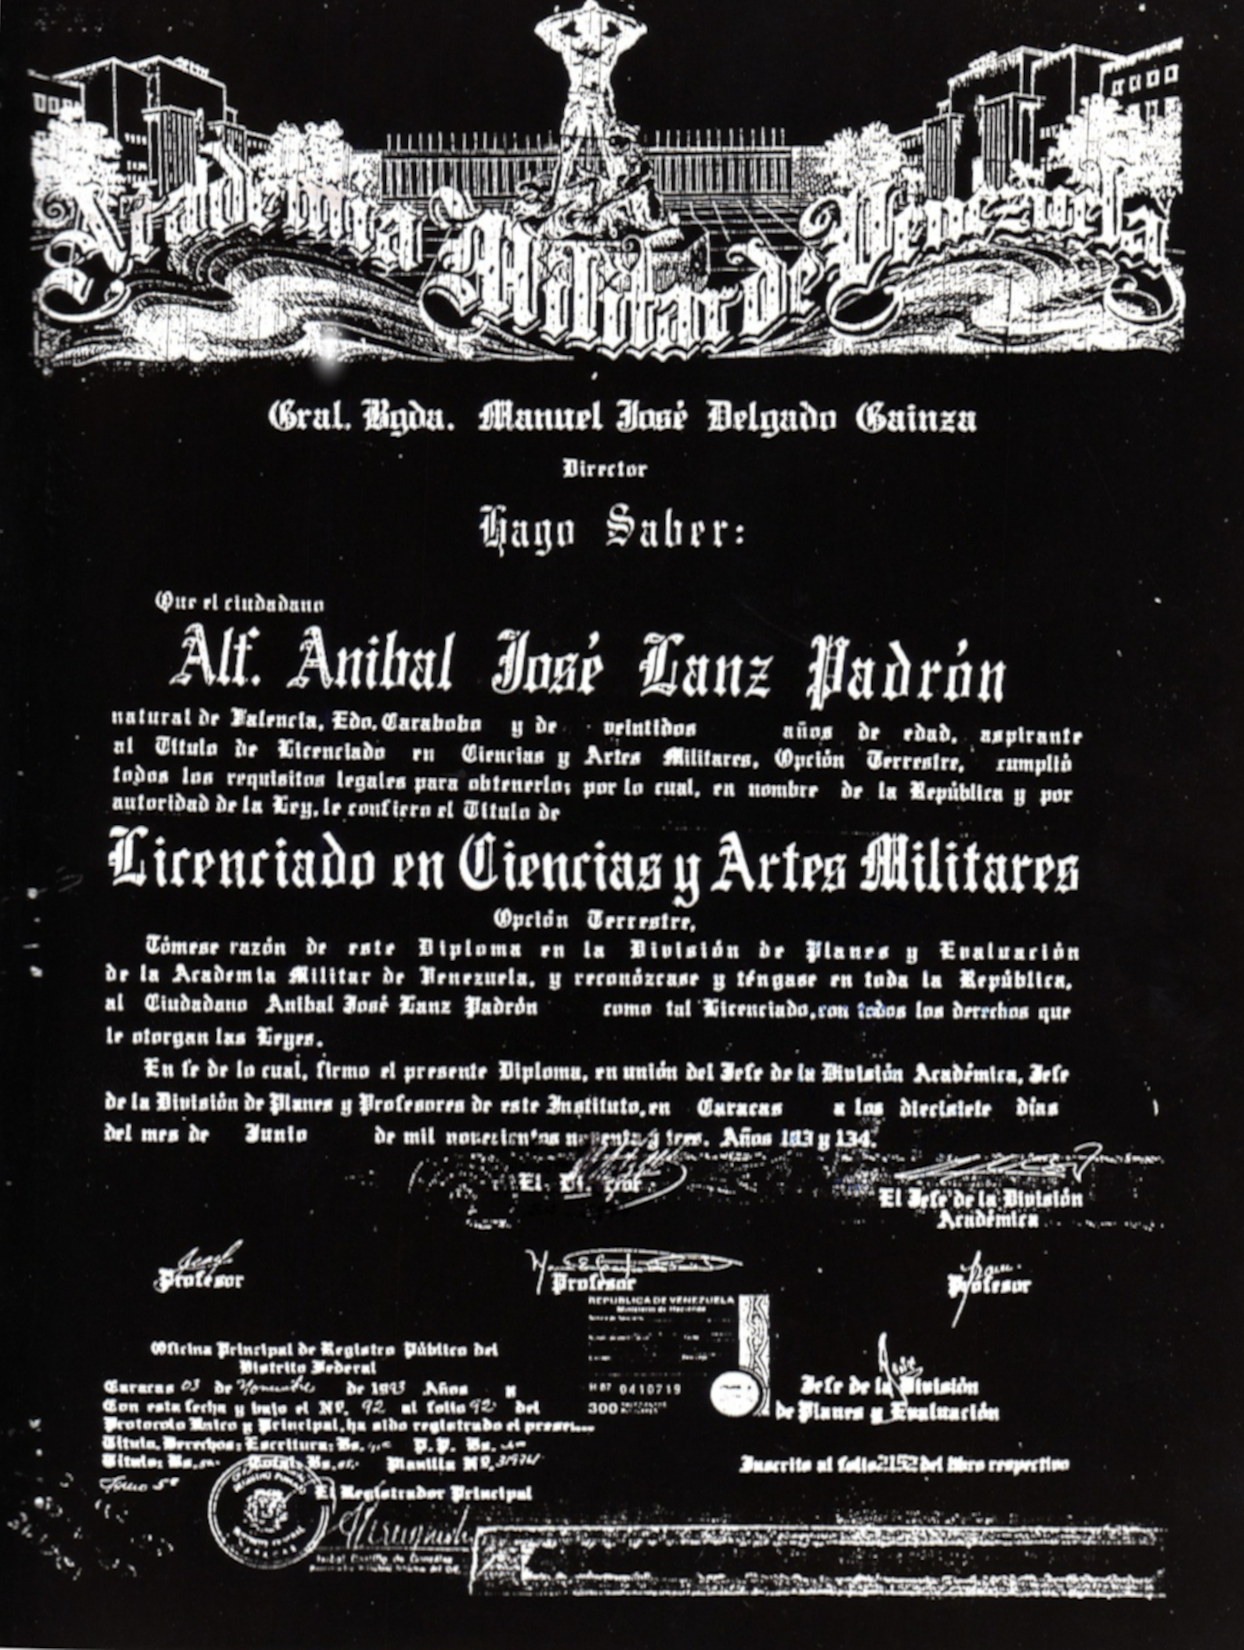 Academia Militar de Venezuela
Gral. Bgda. Manuel José Delgado Gainza
Director
Hago Saber:
Que el ciudadano
Alf. Anibal José Lanz Padrón
natural de Valencia, Edo. Carabobo y de veintidos años de edad, aspirante
al Título de Licenciado en Ciencias y Artes Militares, Opción Terrestre, cumplió
todos los requisitos legales para obtenerlo; por lo cual, en nombre de la República y por
autoridad de la Ley, le confiero el Título de
Licenciado en Ciencias y Artes Militares
Opción Terrestre,
Tómese razón de este Diploma en la División de Planes y Evaluación
de la Academia Militar de Venezuela, y reconózcase y téngase en toda la República,
al Ciudadano Aníbal José Lanz Padrón como tal Licenciado, con todos los derechos que
le otorgan las Leyes.
En fe de lo cual, firmo el presente Diploma, en unión del Jefe de la División Académica, Jefe
de la División de Planes y Profesores de este Instituto, en Caracas a los diecisiete días
del mes de Junio de mil novecientos noventa y tres. Años 183 y 134.
El Director
El Jefe de la División
Académica
Profesor Profesor Profesor
REPUBLICA DE VENEZUELA
Ministerio de Hacienda
H 87 0410719
300
Jefe de la División
de Planes y Evaluación
Oficina Principal de Registro Público del
Distrito Federal
Caracas 03 de de 1993 Años y
Con esta fecha y bajo el Nº. 92 al folio 92 del
Protocolo Unico y Principal, ha sido registrado el presen...
Título. Derechos: Escritura: Bs. P.P. Bs.
Título: Bs. Total: Bs. Planilla Nº.
Tomo 5º
El Registrador Principal
Inscrito al folio 2152 del libro respectivo